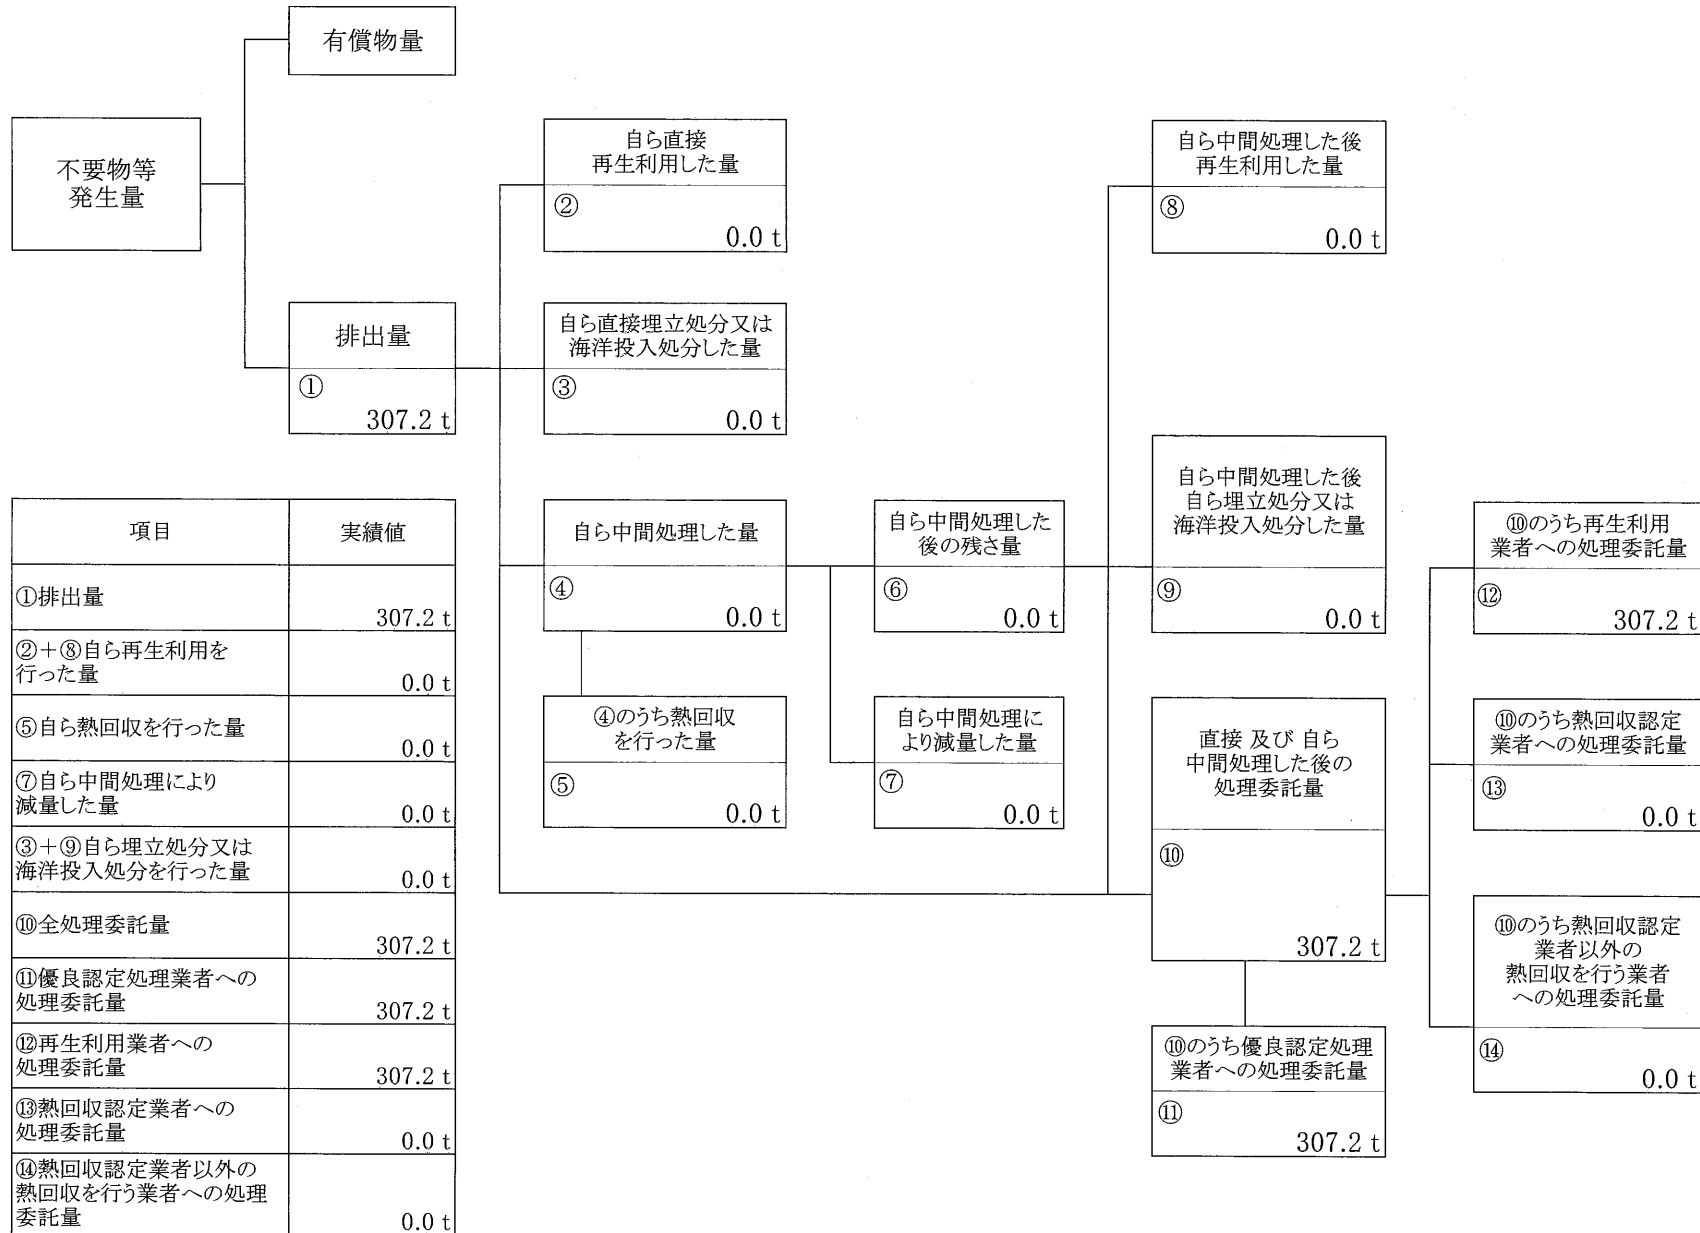 有償物量
不要物等
発生量
自ら直接
再生利用した量
②
0.0 t
自ら中間処理した後
再生利用した量
⑧
0.0 t
排出量
①
307.2 t
自ら直接埋立処分又は
海洋投入処分した量
③
0.0 t
自ら中間処理した量
④
0.0 t
自ら中間処理した
後の残さ量
⑥
0.0 t
自ら中間処理した後
自ら埋立処分又は
海洋投入処分した量
⑨
0.0 t
⑩のうち再生利用
業者への処理委託量
⑫
307.2 t
④のうち熱回収
を行った量
⑤
0.0 t
自ら中間処理に
より減量した量
⑦
0.0 t
直接 及び 自ら
中間処理した後の
処理委託量
⑩
307.2 t
⑩のうち熱回収認定
業者への処理委託量
⑬
0.0 t
⑩のうち熱回収認定
業者以外の
熱回収を行う業者
への処理委託量
⑭
0.0 t
⑩のうち優良認定処理
業者への処理委託量
⑪
307.2 t
項目 実績値
①排出量
307.2 t
②+⑧自ら再生利用を
行った量
0.0 t
⑤自ら熱回収を行った量
0.0 t
⑦自ら中間処理により
減量した量
0.0 t
③+⑨自ら埋立処分又は
海洋投入処分を行った量
0.0 t
⑩全処理委託量
307.2 t
⑪優良認定処理業者への
処理委託量
307.2 t
⑫再生利用業者への
処理委託量
307.2 t
⑬熱回収認定業者への
処理委託量
0.0 t
⑭熱回収認定業者以外の
熱回収を行う業者への処理
委託量
0.0 t